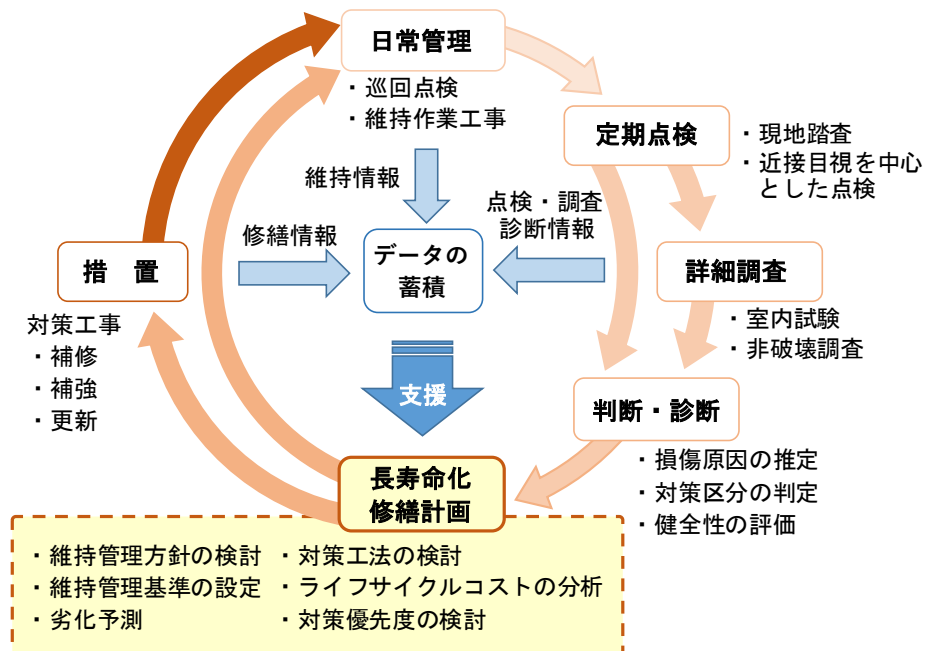 日常管理
・巡回点検
・維持作業工事
定期点検
・現地踏査
・近接目視を中心
とした点検
維持情報
点検・調査
診断情報
修繕情報
データの
蓄積
措　置
対策工事
・補修
・補強
・更新
詳細調査
・室内試験
・非破壊調査
支援
判断・診断
・損傷原因の推定
・対策区分の判定
・健全性の評価
長寿命化
修繕計画
・維持管理方針の検討
・維持管理基準の設定
・劣化予測
・対策工法の検討
・ライフサイクルコストの分析
・対策優先度の検討